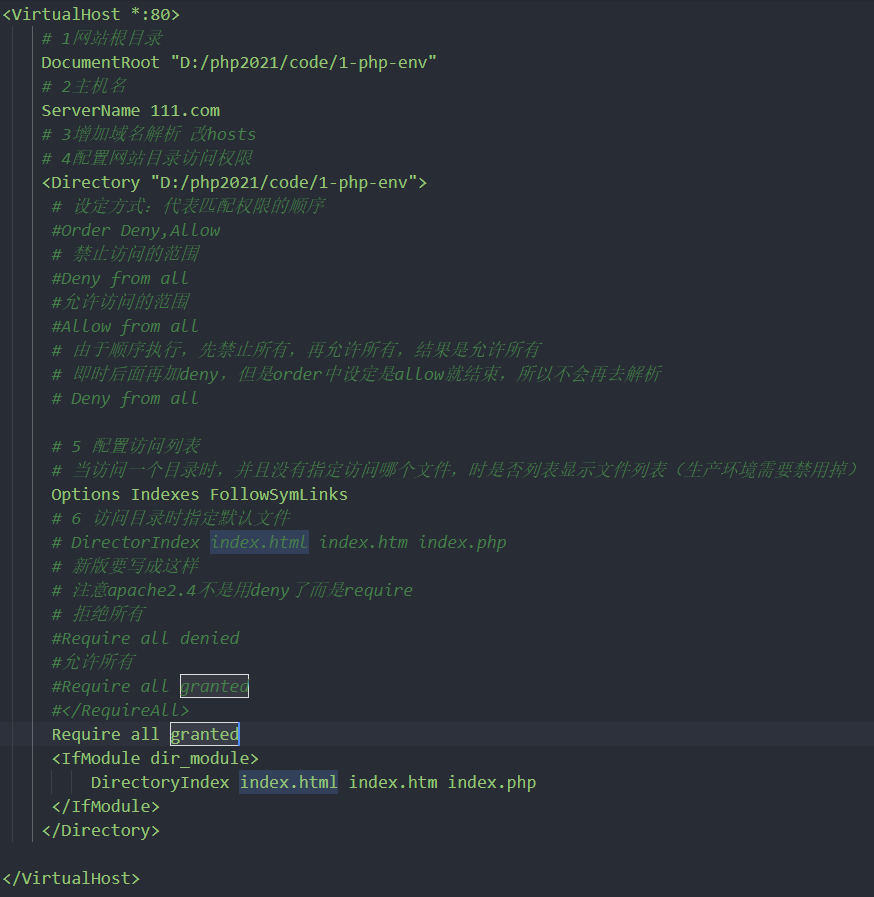 <VirtualHost *:80>
# 1网站根目录
DocumentRoot "D:/php2021/code/1-php-env"
# 2主机名
ServerName 111.com
# 3增加域名解析 改hosts
# 4配置网站目录访问权限
<Directory "D:/php2021/code/1-php-env">
# 设定方式：代表匹配权限的顺序
#Order Deny,Allow
# 禁止访问的范围
#Deny from all
#允许访问的范围
#Allow from all
# 由于顺序执行，先禁止所有，再允许所有，结果是允许所有
# 即时后面再加deny，但是order中设定是allow就结束，所以不会再去解析
# Deny from all
# 5 配置访问列表
# 当访问一个目录时，并且没有指定访问哪个文件，时是否列表显示文件列表（生产环境需要禁用掉）
Options Indexes FollowSymLinks
# 6 访问目录时指定默认文件
# DirectorIndex index.html index.htm index.php
# 新版要写成这样
# 注意apache2.4不是用deny了而是require
# 拒绝所有
#Require all denied
#允许所有
#Require all granted
#</RequireAll>
Require all granted
<IfModule dir_module>
DirectoryIndex index.html index.htm index.php
</IfModule>
</Directory>
</VirtualHost>